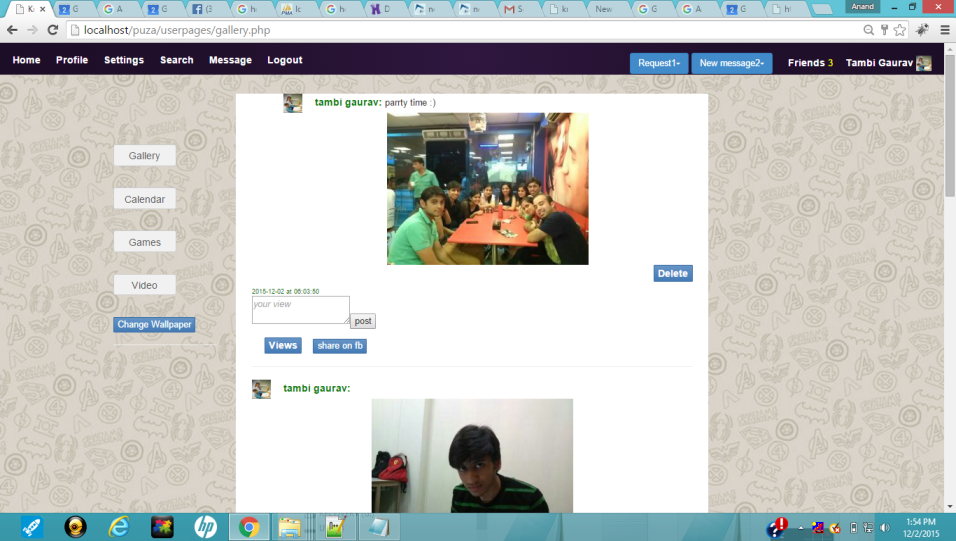 Anand
localhost/puza/userpages/gallery.php
Home Profile Settings Search Message Logout Request1 New message2 Friends 3 Tambi Gaurav
tambi gaurav: parrty time :)
Gallery
Calendar
Games
Video
Change Wallpaper
Delete
2015-12-02 at 06:03:50
your view
post
Views share on fb
tambi gaurav:
hp
1:54 PM
12/2/2015